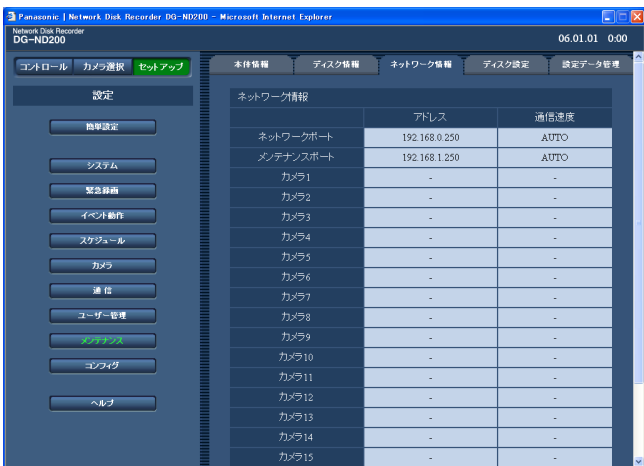 Panasonic | Network Disk Recorder DG-ND200 - Microsoft Internet Explorer
Network Disk Recorder
DG-ND200
06.01.01 0:00
コントロール カメラ選択 セットアップ
本体情報 ディスク情報 ネットワーク情報 ディスク設定 設定データ管理
設定
簡単設定
システム
緊急録画
イベント動作
スケジュール
カメラ
通信
ユーザー管理
メンテナンス
コンフィグ
ヘルプ
ネットワーク情報
アドレス 通信速度
ネットワークポート 192.168.0.250 AUTO
メンテナンスポート 192.168.1.250 AUTO
カメラ1 - -
カメラ2 - -
カメラ3 - -
カメラ4 - -
カメラ5 - -
カメラ6 - -
カメラ7 - -
カメラ8 - -
カメラ9 - -
カメラ10 - -
カメラ11 - -
カメラ12 - -
カメラ13 - -
カメラ14 - -
カメラ15 - -